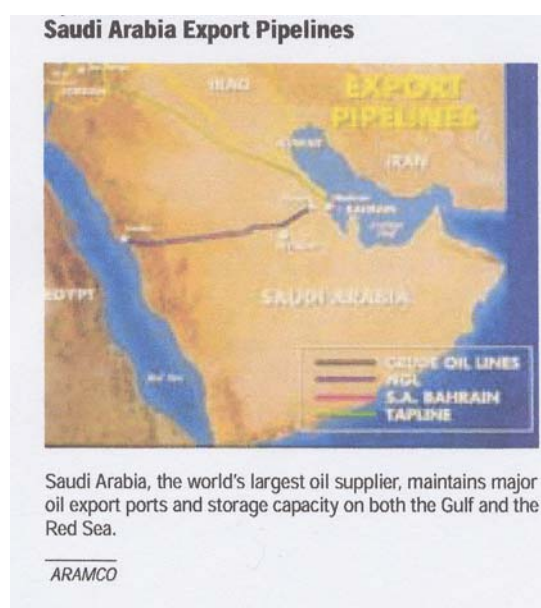 Saudi Arabia Export Pipelines
IRAQ
EXPORT
PIPELINES
KUWAIT
IRAN
BAHRAIN
EGYPT
SAUDI ARABIA
Red Sea
CRUDE OIL LINES
NGL
S.A. BAHRAIN
TAPLINE
Saudi Arabia, the world's largest oil supplier, maintains major
oil export ports and storage capacity on both the Gulf and the
Red Sea.
ARAMCO